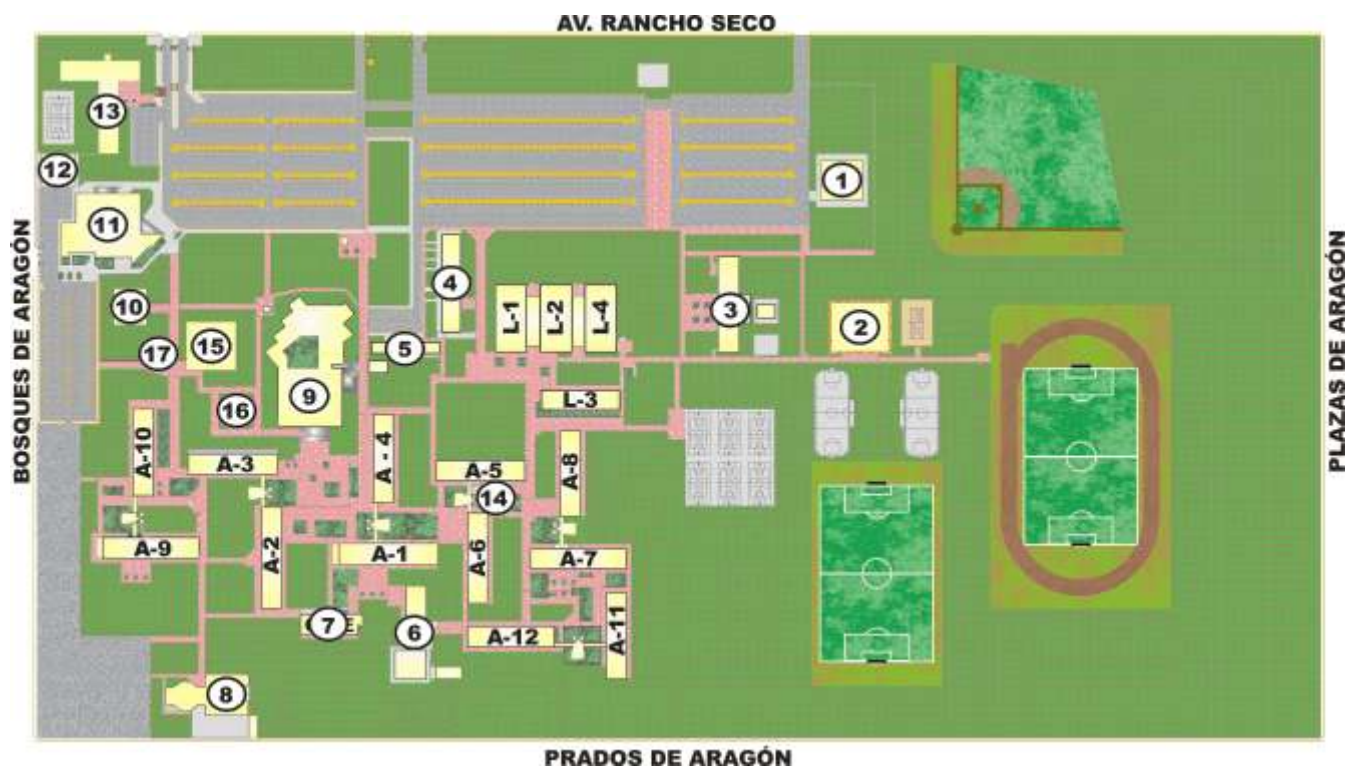 AV. RANCHO SECO
13
12
1
11
BOSQUES DE ARAGÓN
PLAZAS DE ARAGÓN
4
10
L-1
L-2
L-4
3
2
17
15
5
16
9
L-3
A-10
A-3
A - 4
A-5
A-8
14
A-9
A-2
A-1
A-6
A-7
7
6
A-12
A-11
8
PRADOS DE ARAGÓN